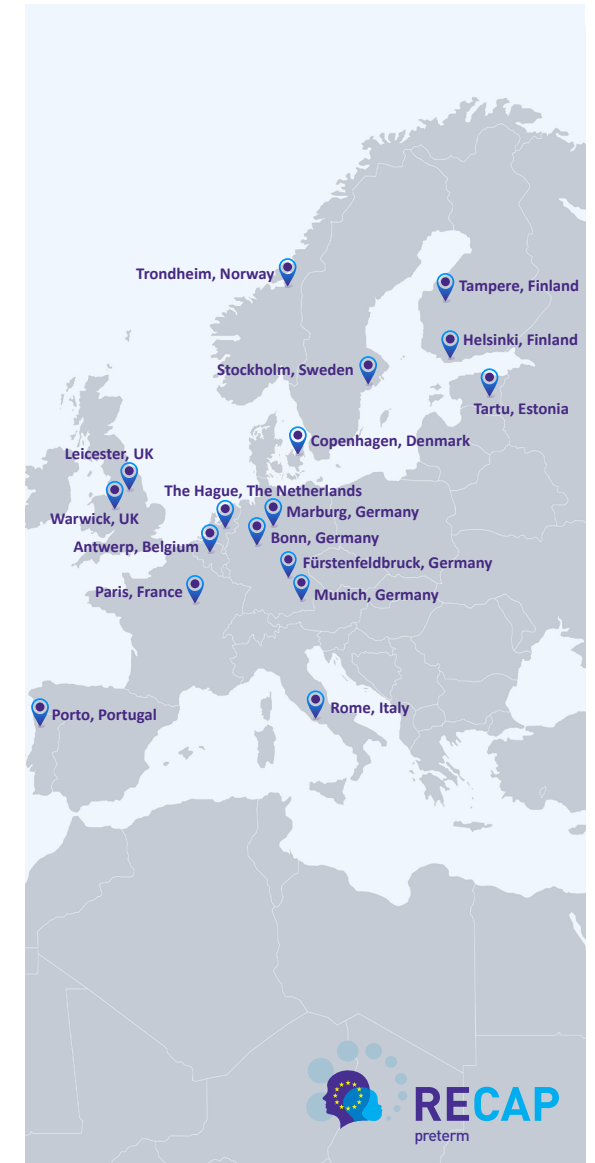 Trondheim, Norway
Tampere, Finland
Helsinki, Finland
Stockholm, Sweden
Tartu, Estonia
Copenhagen, Denmark
Leicester, UK
The Hague, The Netherlands
Marburg, Germany
Warwick, UK
Bonn, Germany
Antwerp, Belgium
Fürstenfeldbruck, Germany
Paris, France
Munich, Germany
Rome, Italy
Porto, Portugal
RECAP
preterm